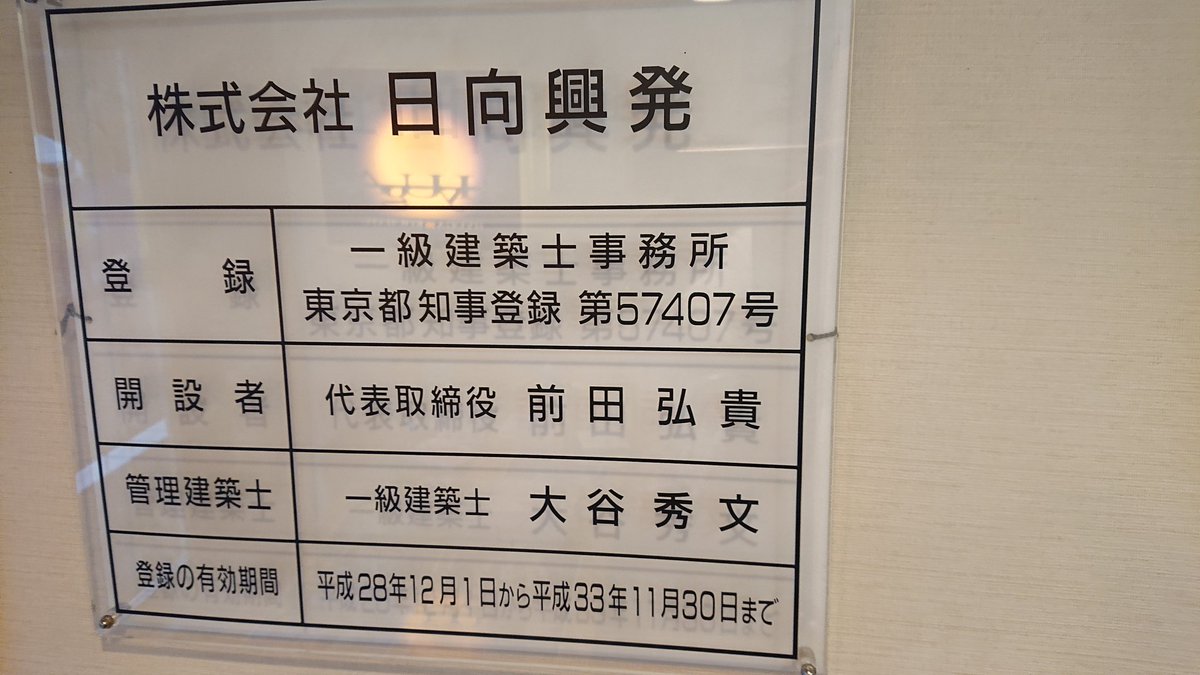 株式会社 日向興発
登録
一級建築士事務所
東京都知事登録 第57407号
開設者
代表取締役 前田弘貴
管理建築士
一級建築士 大谷秀文
登録の有効期間
平成28年12月1日から平成33年11月30日まで